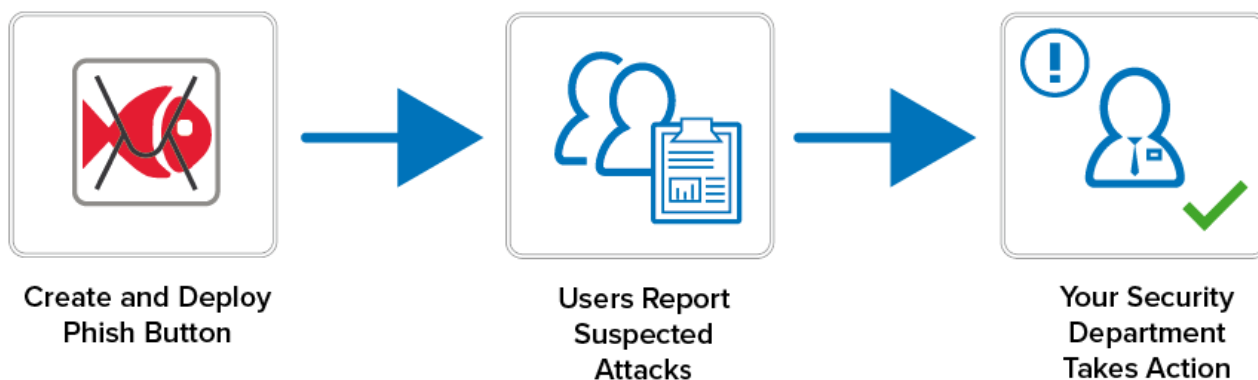 Create and Deploy
Phish Button
Users Report
Suspected
Attacks
Your Security
Department
Takes Action